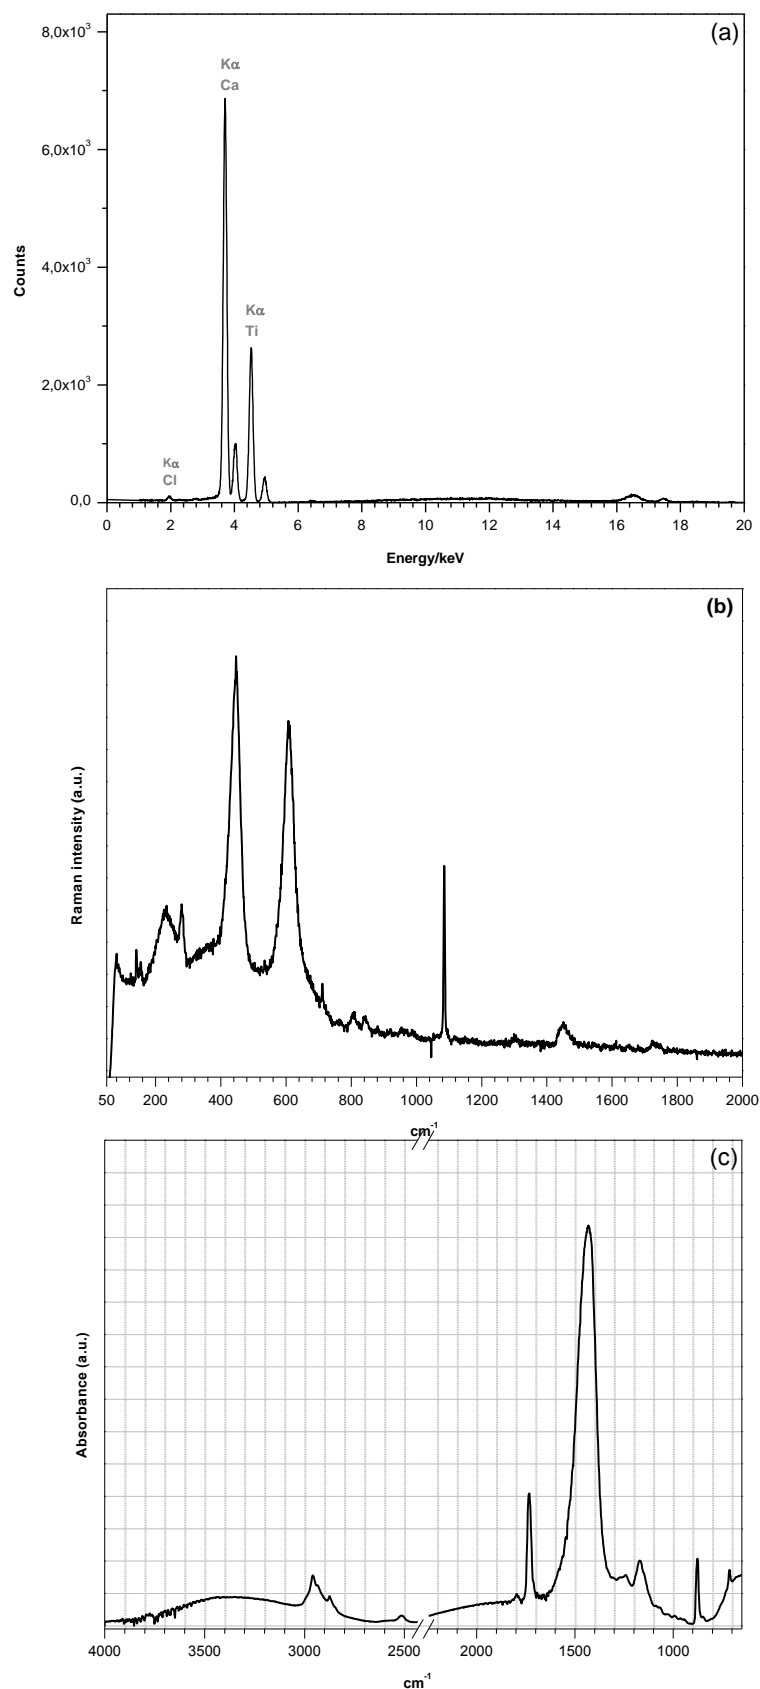 (a)
8,0x10³
Kα
Ca
6,0x10³
Counts
4,0x10³
Kα
Ti
2,0x10³
Kα
Cl
0,0
0 2 4 6 8 10 12 14 16 18 20
Energy/keV
(b)
Raman intensity (a.u.)
50 200 400 600 800 1000 1200 1400 1600 1800 2000
cm⁻¹
(c)
Absorbance (a.u.)
4000 3500 3000 2500 2000 1500 1000
cm⁻¹